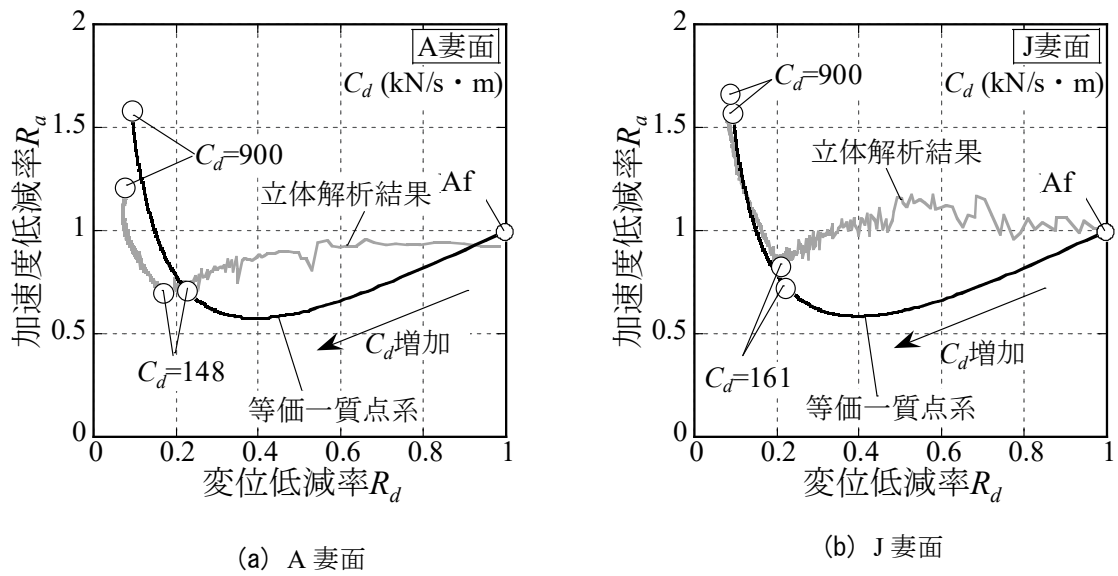 2
A妻面
C_d (kN/s・m)
加速度低減率R_a
1.5
C_d=900
立体解析結果
Af
1
0.5
C_d増加
C_d=148
等価一質点系
0
0 0.2 0.4 0.6 0.8 1
変位低減率R_d
(a) A 妻面
2
J妻面
C_d (kN/s・m)
加速度低減率R_a
C_d=900
1.5
立体解析結果
Af
1
0.5
C_d増加
C_d=161
等価一質点系
0
0 0.2 0.4 0.6 0.8 1
変位低減率R_d
(b) J 妻面